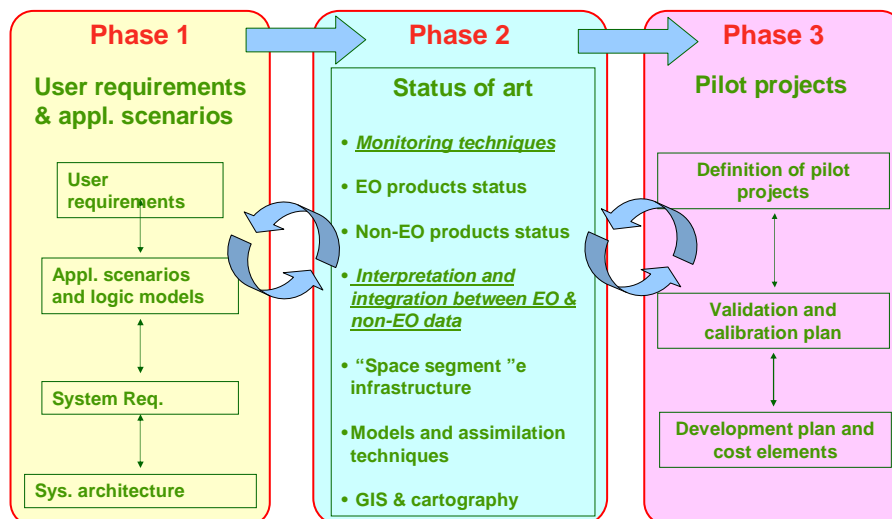 Phase 1
User requirements
& appl. scenarios
User
requirements
Appl. scenarios
and logic models
System Req.
Sys. architecture
Phase 2
Status of art
• Monitoring techniques
• EO products status
• Non-EO products status
• Interpretation and
integration between EO &
non-EO data
• “Space segment ”e
infrastructure
•Models and assimilation
techniques
• GIS & cartography
Phase 3
Pilot projects
Definition of pilot
projects
Validation and
calibration plan
Development plan and
cost elements